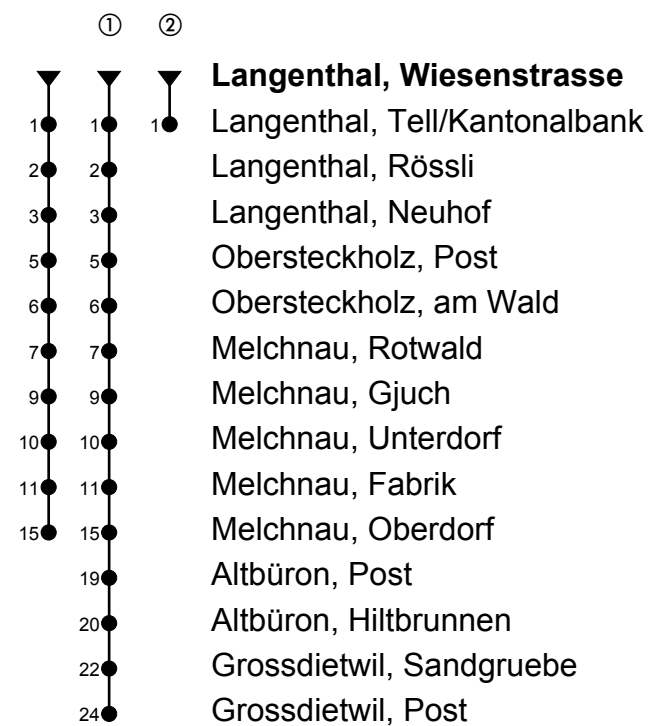 ① ②
Langenthal, Wiesenstrasse
1 1 1 Langenthal, Tell/Kantonalbank
2 2 Langenthal, Rössli
3 3 Langenthal, Neuhof
5 5 Obersteckholz, Post
6 6 Obersteckholz, am Wald
7 7 Melchnau, Rotwald
9 9 Melchnau, Gjuch
10 10 Melchnau, Unterdorf
11 11 Melchnau, Fabrik
15 15 Melchnau, Oberdorf
19 Altbüron, Post
20 Altbüron, Hiltbrunnen
22 Grossdietwil, Sandgruebe
24 Grossdietwil, Post